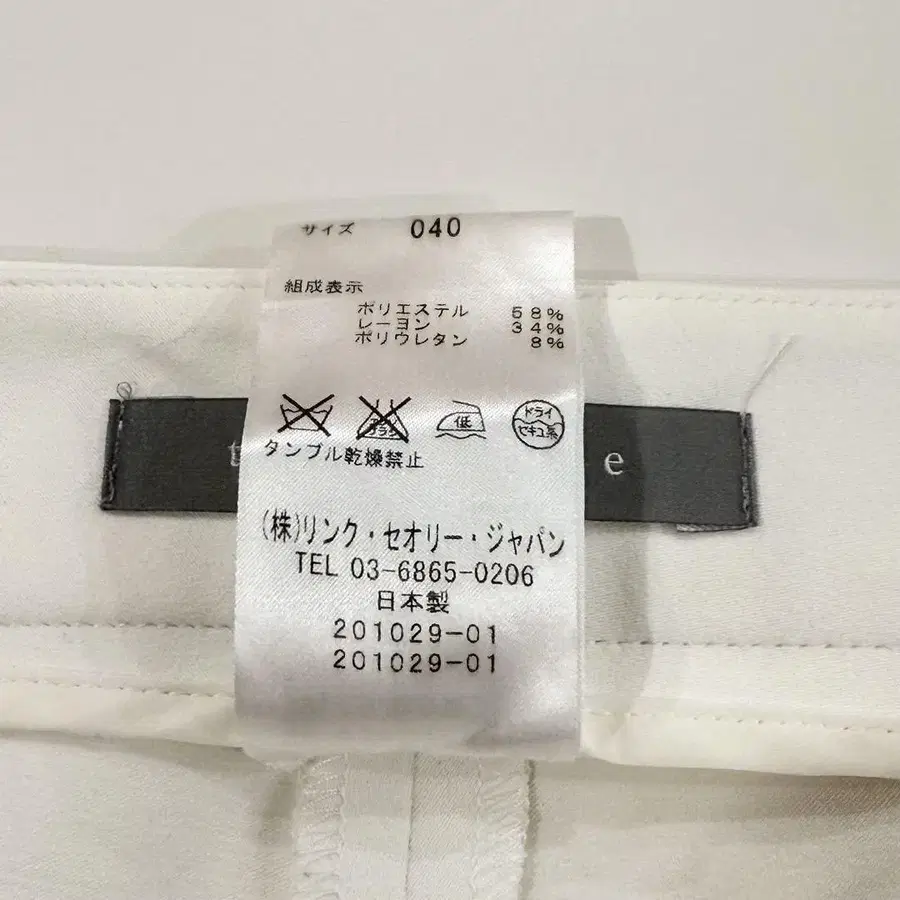 サイズ 040
組成表示
ポリエステル 58%
レーヨン 34%
ポリウレタン 8%
低
ドライ
セキユ系
タンブル乾燥禁止
t e
(株)リンク・セオリー・ジャパン
TEL 03-6865-0206
日本製
201029-01
201029-01